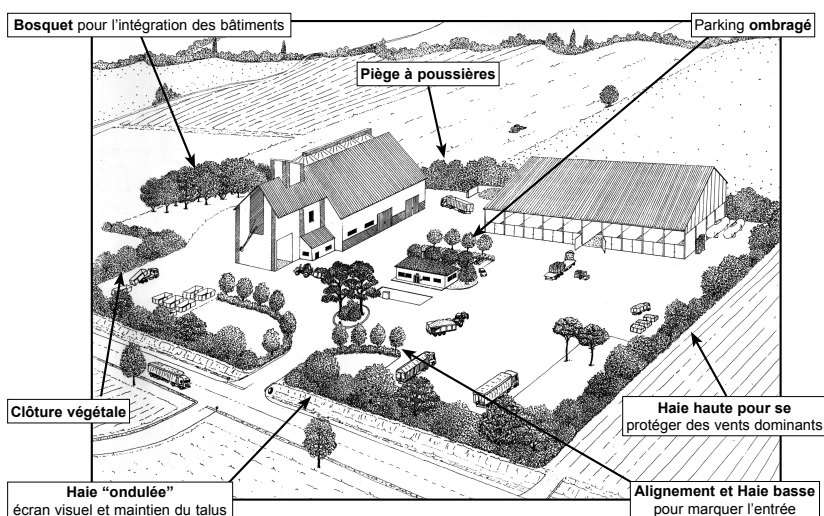 Bosquet pour l'intégration des bâtiments
Parking ombragé
Piège à poussières
Clôture végétale
Haie haute pour se
protéger des vents dominants
Haie “ondulée”
écran visuel et maintien du talus
Alignement et Haie basse
pour marquer l'entrée